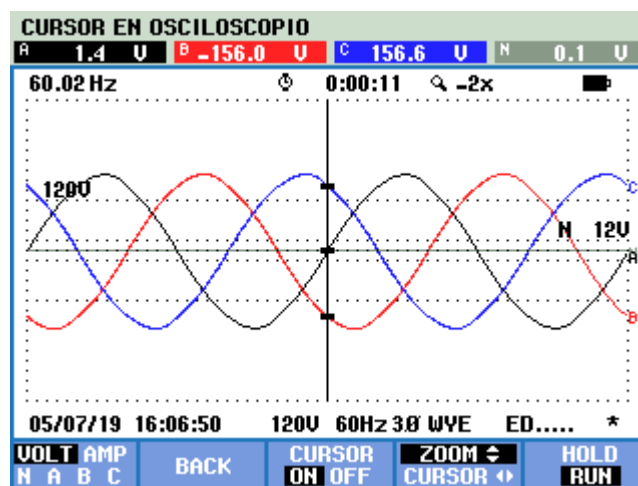 CURSOR EN OSCILOSCOPIO
A 1.4 V B -156.0 V C 156.6 V N 0.1 V
60.02 Hz 0:00:11 -2x
120V
C
N 12V
A
B
05/07/19 16:06:50 120V 60Hz 3Ø WYE ED..... *
VOLT AMP BACK CURSOR ZOOM HOLD
N A B C ON OFF CURSOR RUN